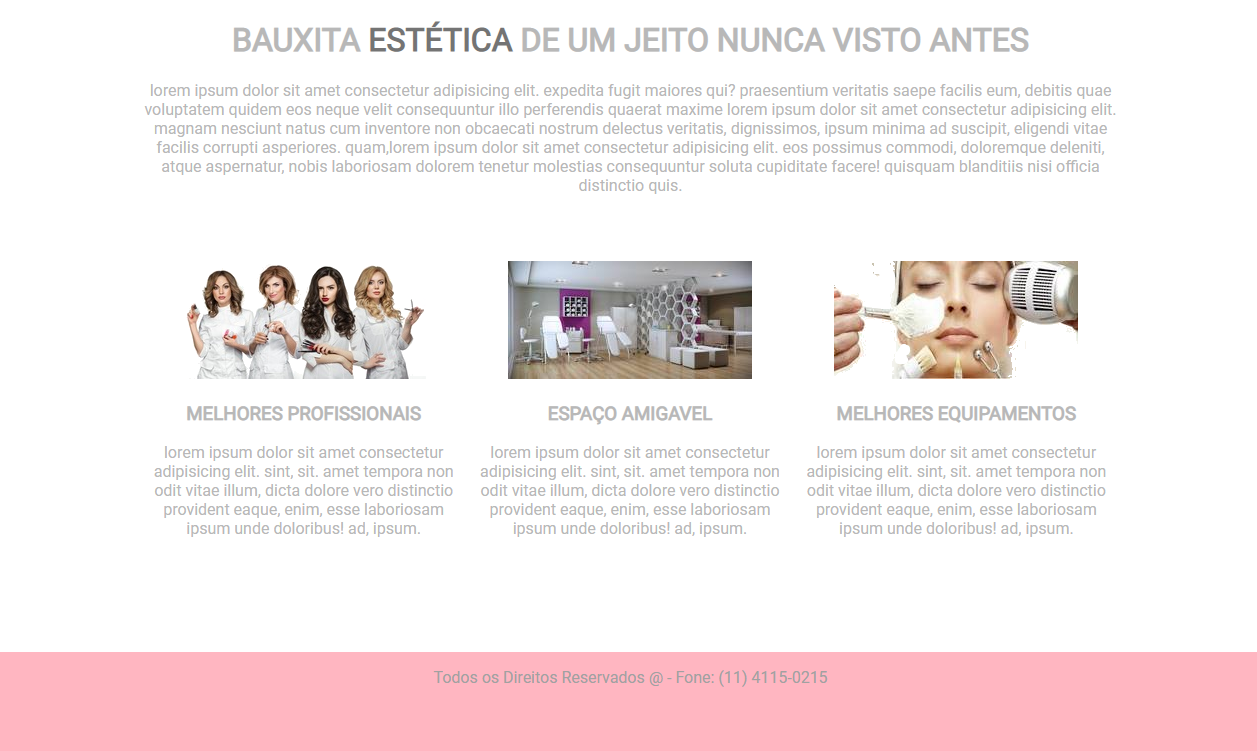 BAUXITA ESTÉTICA DE UM JEITO NUNCA VISTO ANTES
lorem ipsum dolor sit amet consectetur adipisicing elit. expedita fugit maiores qui? praesentium veritatis saepe facilis eum, debitis quae
voluptatem quidem eos neque velit consequuntur illo perferendis quaerat maxime lorem ipsum dolor sit amet consectetur adipisicing elit.
magnam nesciunt natus cum inventore non obcaecati nostrum delectus veritatis, dignissimos, ipsum minima ad suscipit, eligendi vitae
facilis corrupti asperiores. quam,lorem ipsum dolor sit amet consectetur adipisicing elit. eos possimus commodi, doloremque deleniti,
atque aspernatur, nobis laboriosam dolorem tenetur molestias consequuntur soluta cupiditate facere! quisquam blanditiis nisi officia
distinctio quis.
MELHORES PROFISSIONAIS
lorem ipsum dolor sit amet consectetur
adipisicing elit. sint, sit. amet tempora non
odit vitae illum, dicta dolore vero distinctio
provident eaque, enim, esse laboriosam
ipsum unde doloribus! ad, ipsum.
ESPAÇO AMIGAVEL
lorem ipsum dolor sit amet consectetur
adipisicing elit. sint, sit. amet tempora non
odit vitae illum, dicta dolore vero distinctio
provident eaque, enim, esse laboriosam
ipsum unde doloribus! ad, ipsum.
MELHORES EQUIPAMENTOS
lorem ipsum dolor sit amet consectetur
adipisicing elit. sint, sit. amet tempora non
odit vitae illum, dicta dolore vero distinctio
provident eaque, enim, esse laboriosam
ipsum unde doloribus! ad, ipsum.
Todos os Direitos Reservados @ - Fone: (11) 4115-0215